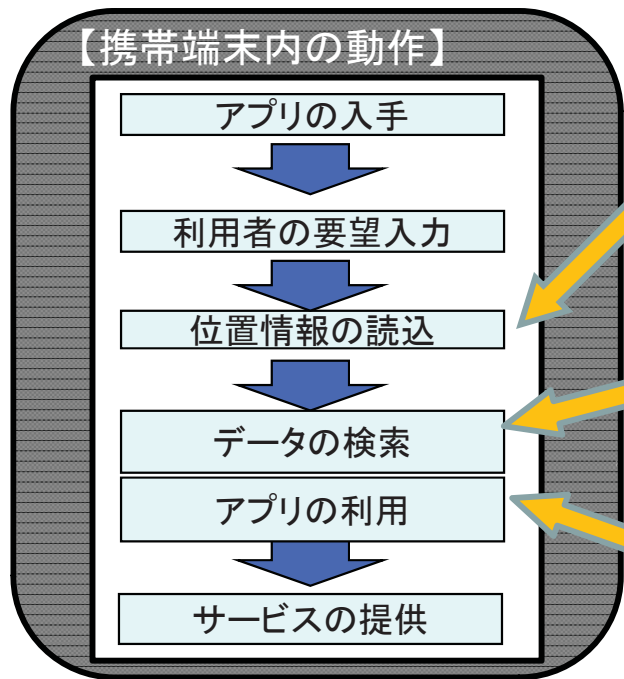 【携帯端末内の動作】
アプリの入手
利用者の要望入力
位置情報の読込
データの検索
アプリの利用
サービスの提供